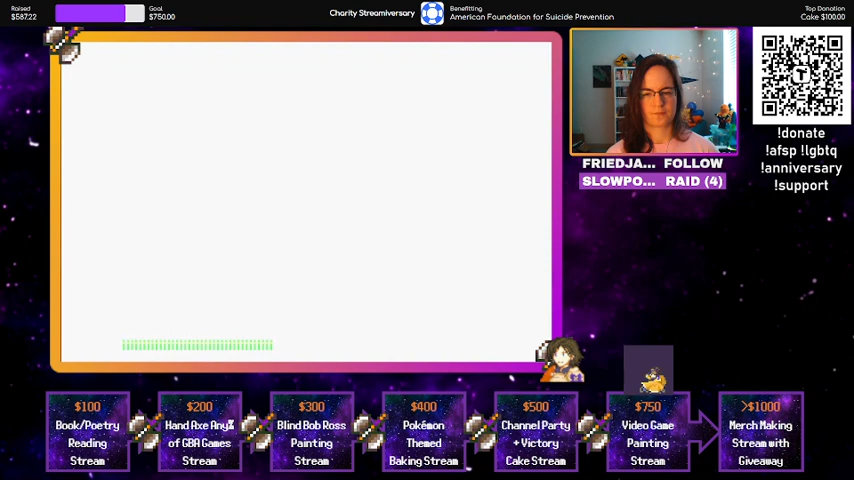 Raised
$587.22
Goal
$750.00
Charity Streamiversary
Benefitting
American Foundation for Suicide Prevention
Top Donation
Cake $100.00
!donate
!afsp !lgbtq
!anniversary
!support
FRIEDJA... FOLLOW
SLOWPO... RAID (4)
$100
Book/Poetry
Reading
Stream
$200
Hand Axe Any%
of GBA Games
Stream
$300
Blind Bob Ross
Painting
Stream
$400
Pokémon
Themed
Baking Stream
$500
Channel Party
+ Victory
Cake Stream
$750
Video Game
Painting
Stream
>$1000
Merch Making
Stream with
Giveaway